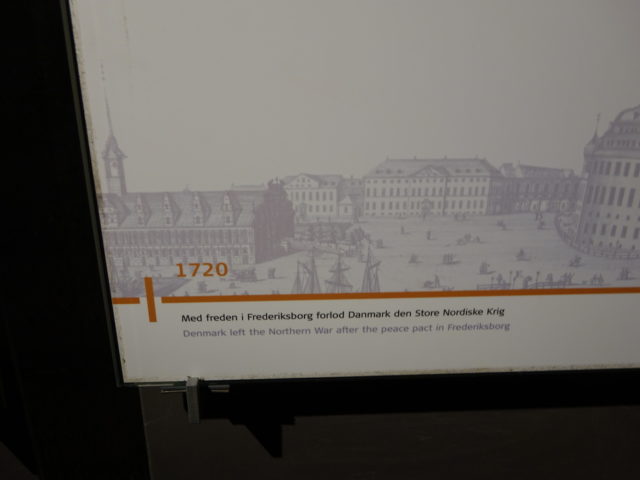 1720
Med freden i Frederiksborg forlod Danmark den Store Nordiske Krig
Denmark left the Northern War after the peace pact in Frederiksborg